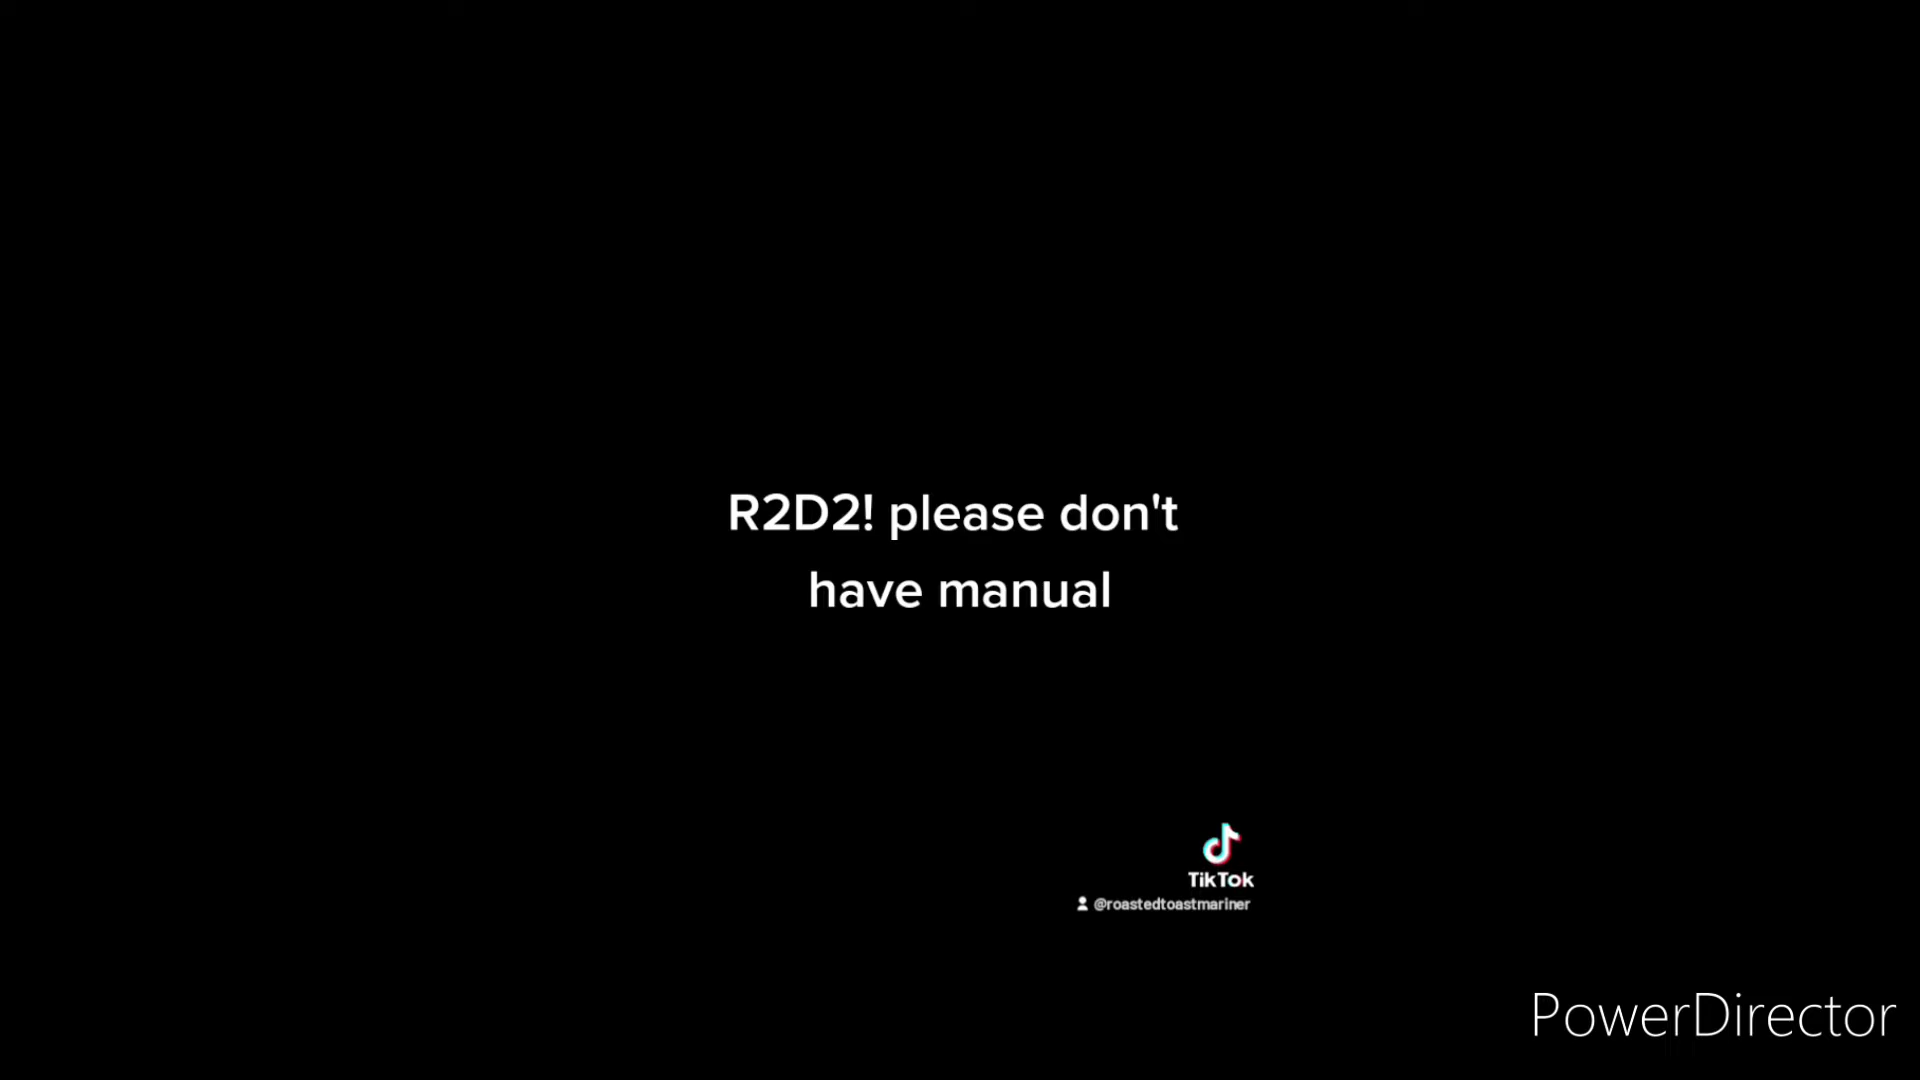 R2D2! please don't
have manual
TikTok
@roastedtoastmariner
PowerDirector